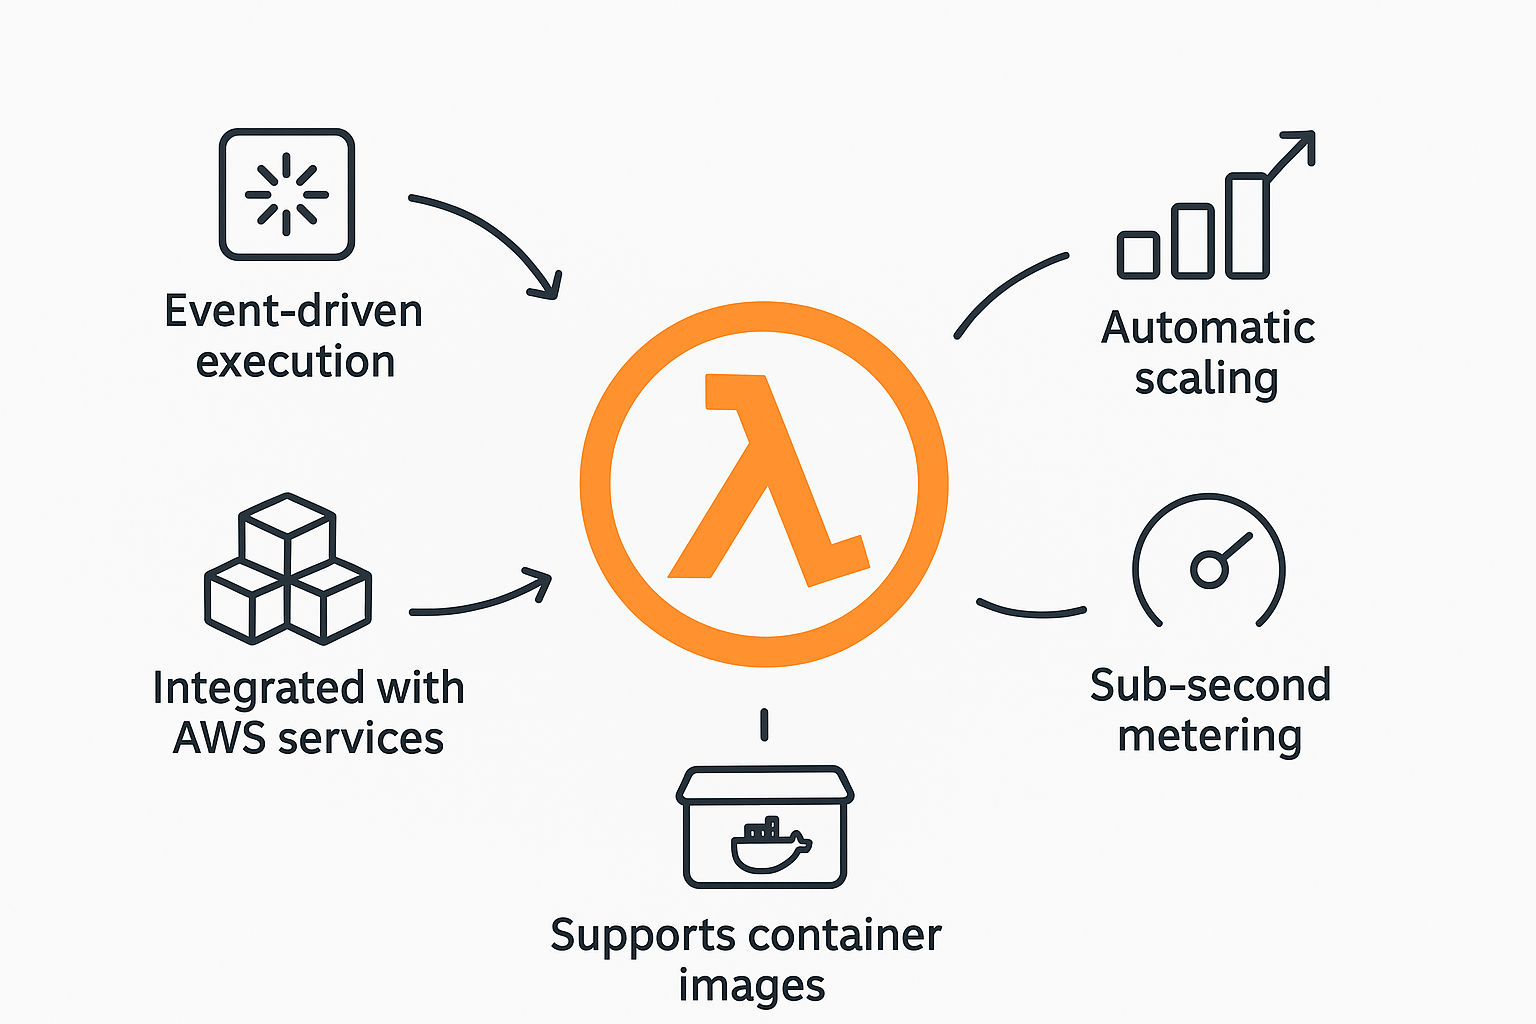 Event-driven
execution
Automatic
scaling
Integrated with
AWS services
Sub-second
metering
Supports container
images